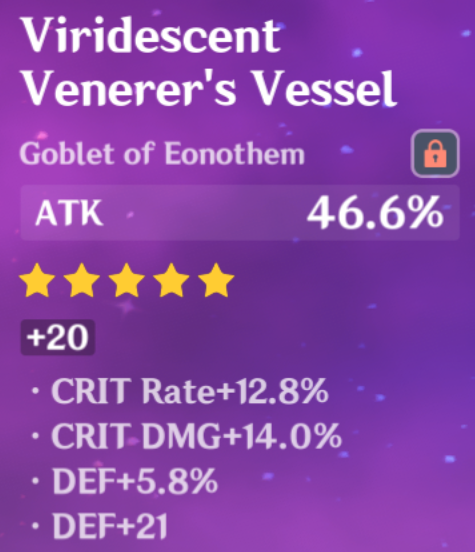 Viridescent
Venerer's Vessel
Goblet of Eonothem
ATK 46.6%
+20
· CRIT Rate+12.8%
· CRIT DMG+14.0%
· DEF+5.8%
· DEF+21